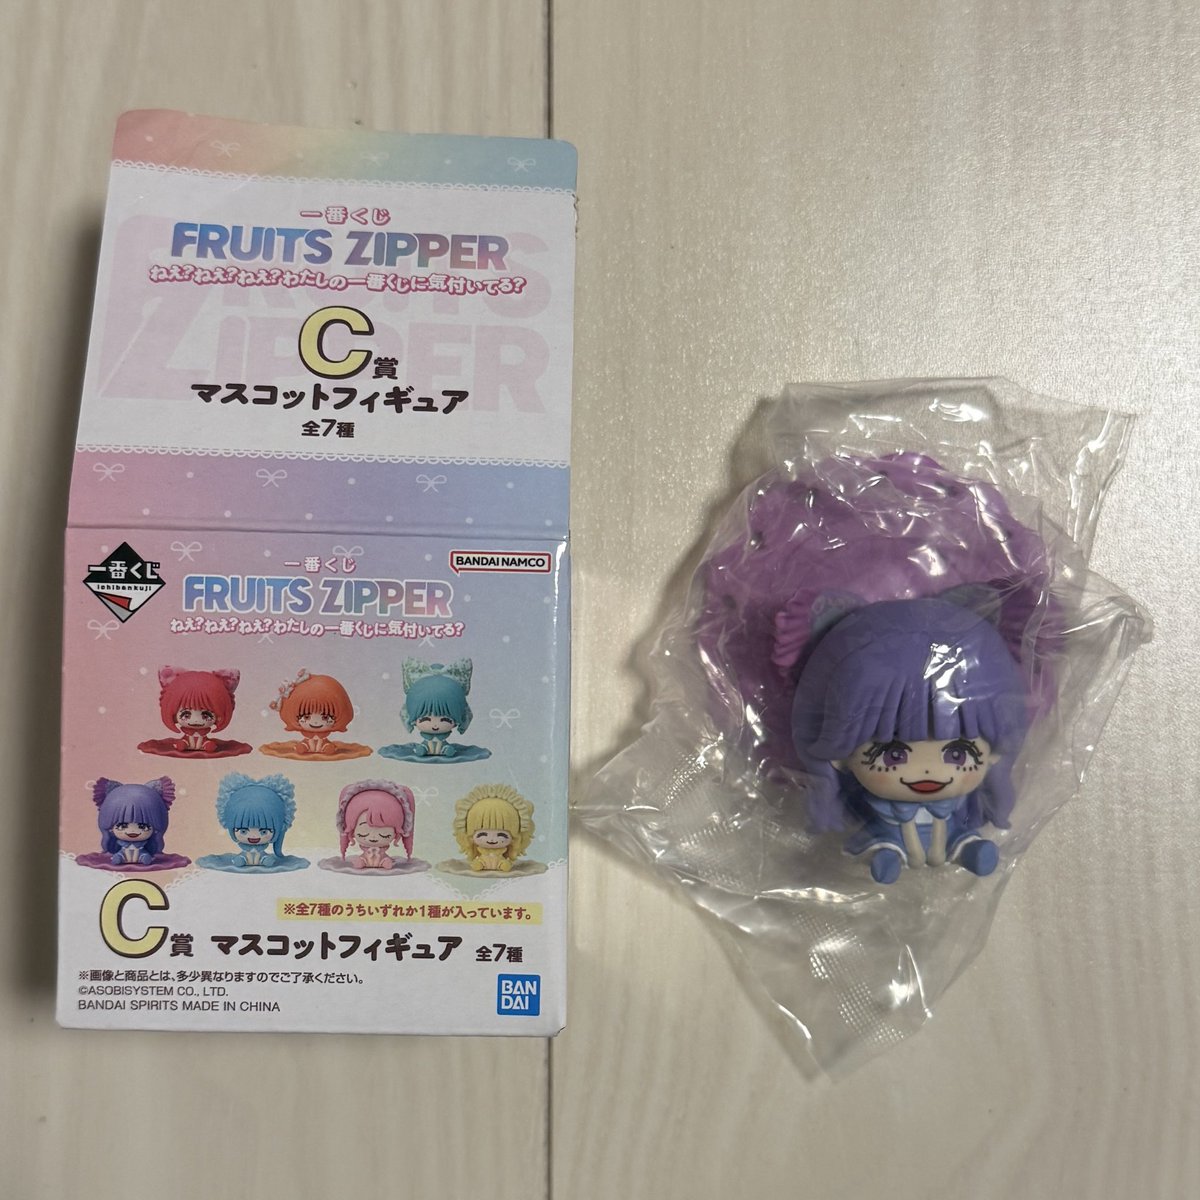 一番くじ
FRUITS ZIPPER
ねえ?ねえ?ねえ?わたしの一番くじに気付いてる?
C賞
マスコットフィギュア
全7種
一番くじ
ichibankuji
BANDAI NAMCO
一番くじ
FRUITS ZIPPER
ねえ?ねえ?ねえ?わたしの一番くじに気付いてる?
※全7種のうちいずれか1種が入っています。
C賞 マスコットフィギュア 全7種
※画像と商品とは、多少異なりますのでご了承ください。
©ASOBISYSTEM CO., LTD.
BANDAI SPIRITS MADE IN CHINA
BAN
DAI